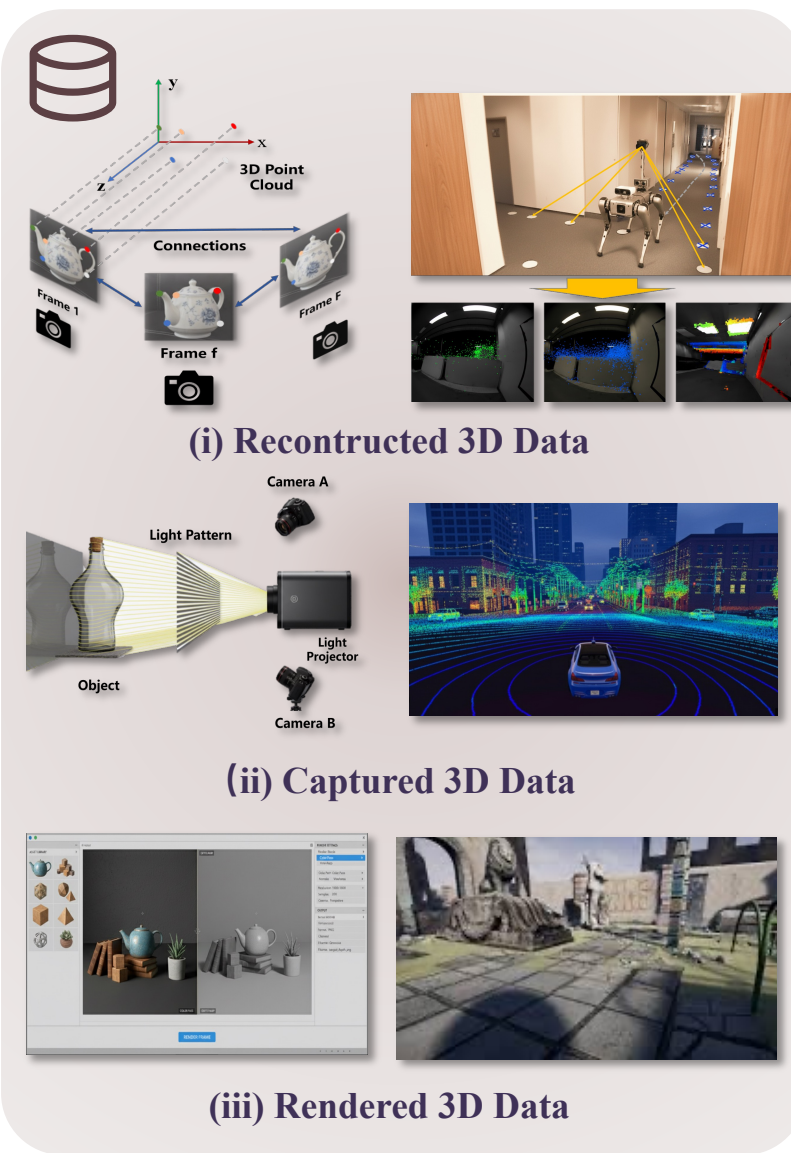 y
x
z
3D Point
Cloud
Connections
Frame 1
Frame f
Frame F
(i) Recontructed 3D Data
Camera A
Light Pattern
Light
Projector
Object
Camera B
(ii) Captured 3D Data
RENDER FRAME
(iii) Rendered 3D Data